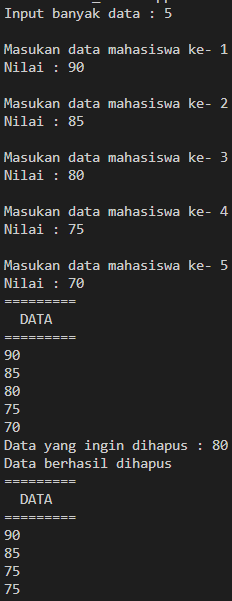 Input banyak data : 5
Masukan data mahasiswa ke- 1
Nilai : 90
Masukan data mahasiswa ke- 2
Nilai : 85
Masukan data mahasiswa ke- 3
Nilai : 80
Masukan data mahasiswa ke- 4
Nilai : 75
Masukan data mahasiswa ke- 5
Nilai : 70
=========
DATA
=========
90
85
80
75
70
Data yang ingin dihapus : 80
Data berhasil dihapus
=========
DATA
=========
90
85
75
75